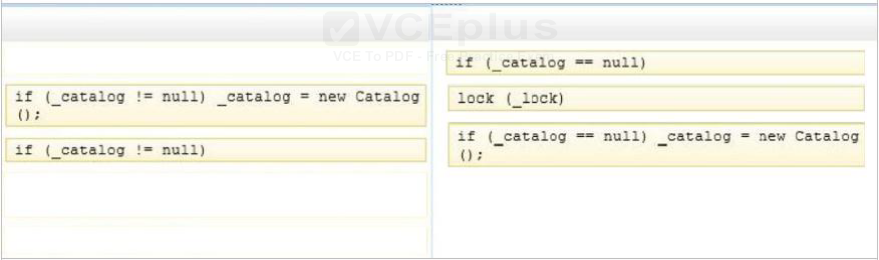 VCEplus
VCE To PDF - Fr
if (_catalog == null)
if (_catalog != null) _catalog = new Catalog
();
lock (_lock)
if (_catalog != null)
if (_catalog == null) _catalog = new Catalog
();